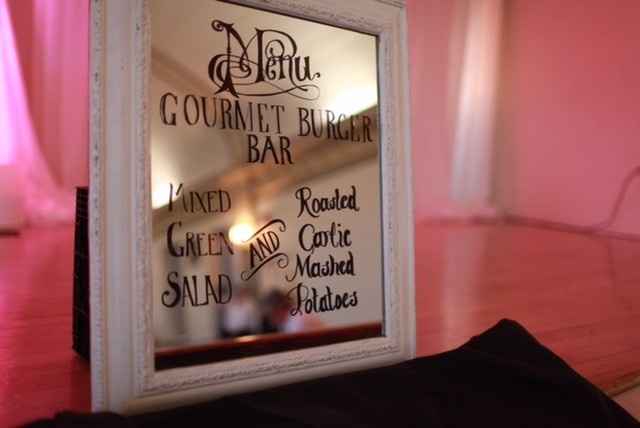 Menu
GOURMET BURGER
BAR
MIXED
GREEN
SALAD
AND
Roasted
Garlic
Mashed
Potatoes